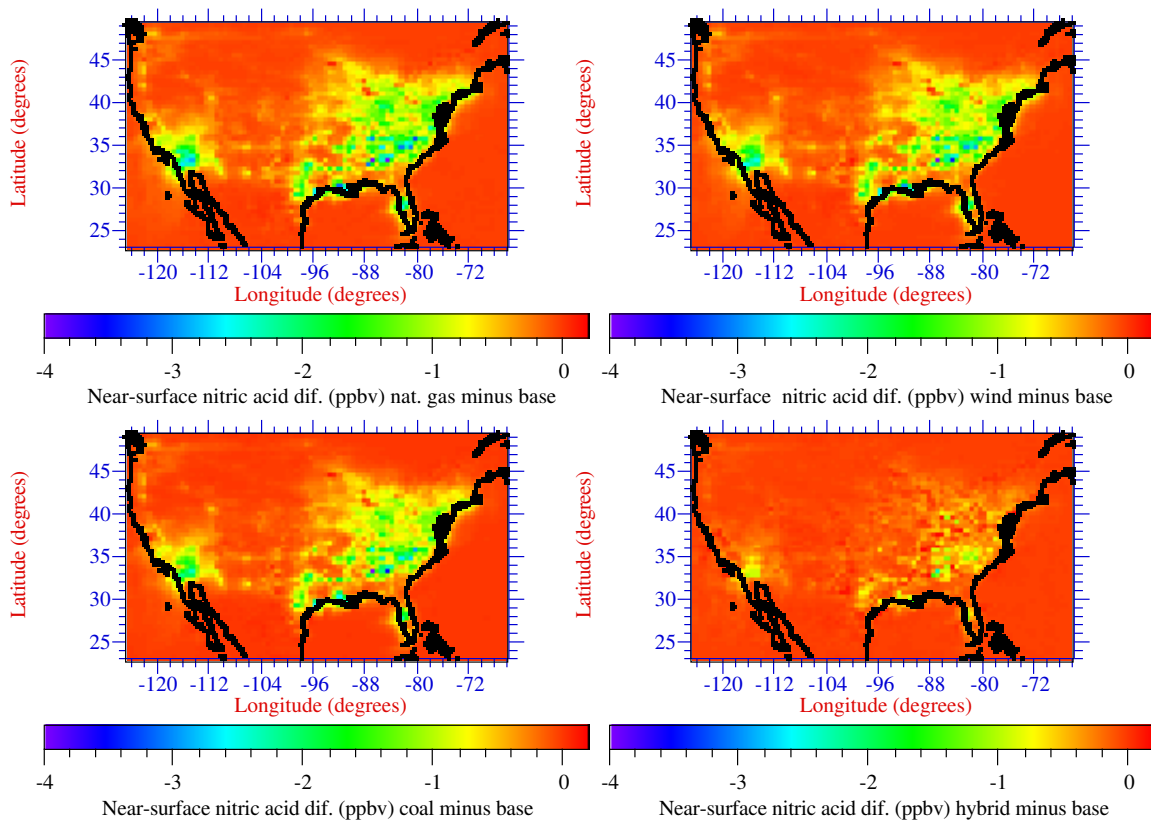 45
40
35
30
25
Latitude (degrees)
-120 -112 -104 -96 -88 -80 -72
Longitude (degrees)
-4 -3 -2 -1 0
Near-surface nitric acid dif. (ppbv) nat. gas minus base
45
40
35
30
25
Latitude (degrees)
-120 -112 -104 -96 -88 -80 -72
Longitude (degrees)
-4 -3 -2 -1 0
Near-surface nitric acid dif. (ppbv) wind minus base
45
40
35
30
25
Latitude (degrees)
-120 -112 -104 -96 -88 -80 -72
Longitude (degrees)
-4 -3 -2 -1 0
Near-surface nitric acid dif. (ppbv) coal minus base
45
40
35
30
25
Latitude (degrees)
-120 -112 -104 -96 -88 -80 -72
Longitude (degrees)
-4 -3 -2 -1 0
Near-surface nitric acid dif. (ppbv) hybrid minus base